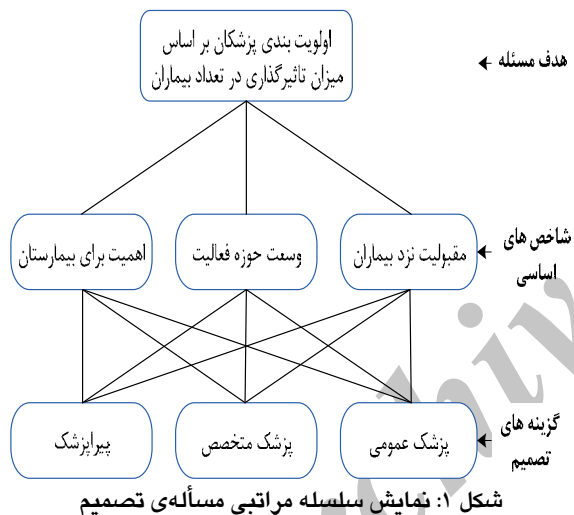 اولویت بندی پزشکان بر اساس
میزان تاثیرگذاری در تعداد بیماران
هدف مسئله
مقبولیت نزد بیماران
وسعت حوزه فعالیت
اهمیت برای بیمارستان
شاخص های
اساسی
پزشک عمومی
پزشک متخصص
پیراپزشک
گزینه های
تصمیم
شکل ۱: نمایش سلسله مراتبی مسأله‌ی تصمیم